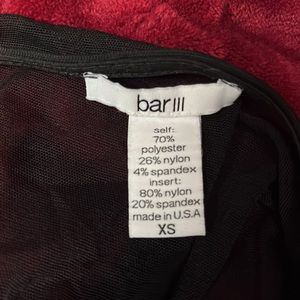 bar III
self:
70%
polyester
26% nylon
4% spandex
insert:
80% nylon
20% spandex
made in U.S.A
XS